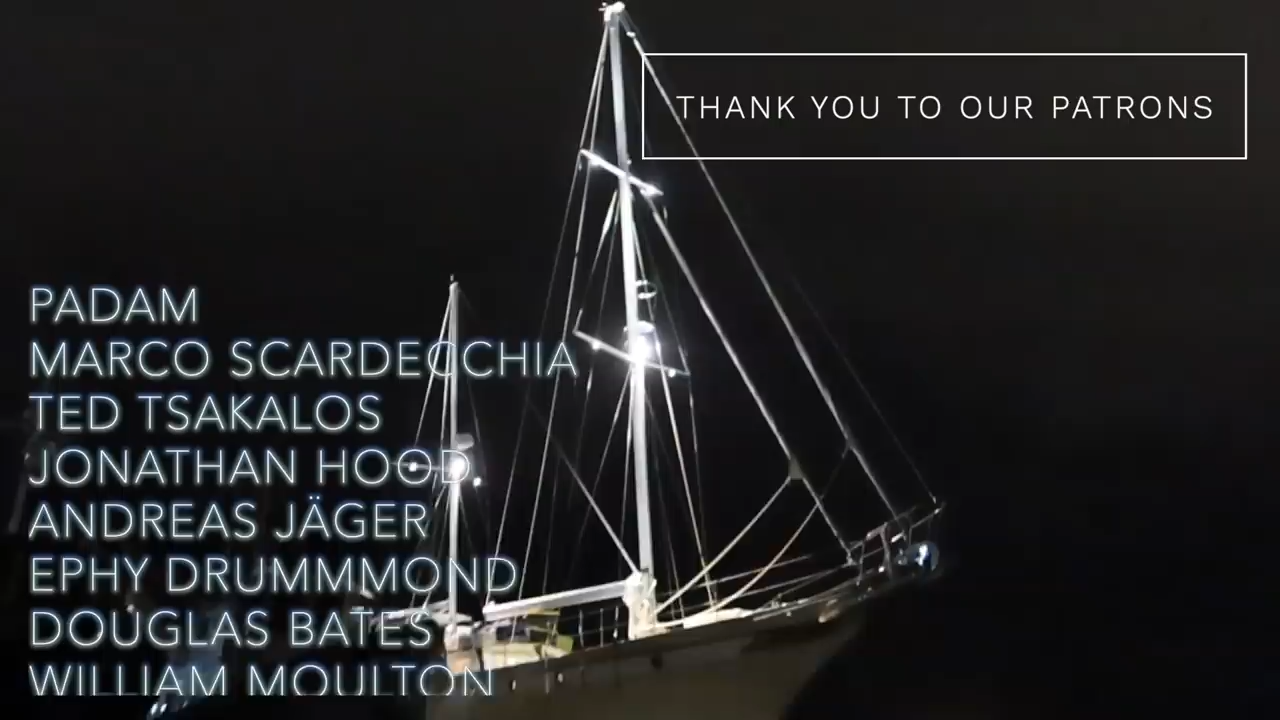 THANK YOU TO OUR PATRONS
PADAM
MARCO SCARDECCHIA
TED TSAKALOS
JONATHAN HOOD
ANDREAS JÄGER
EPHY DRUMMMOND
DOUGLAS BATES
WILLIAM MOULTON